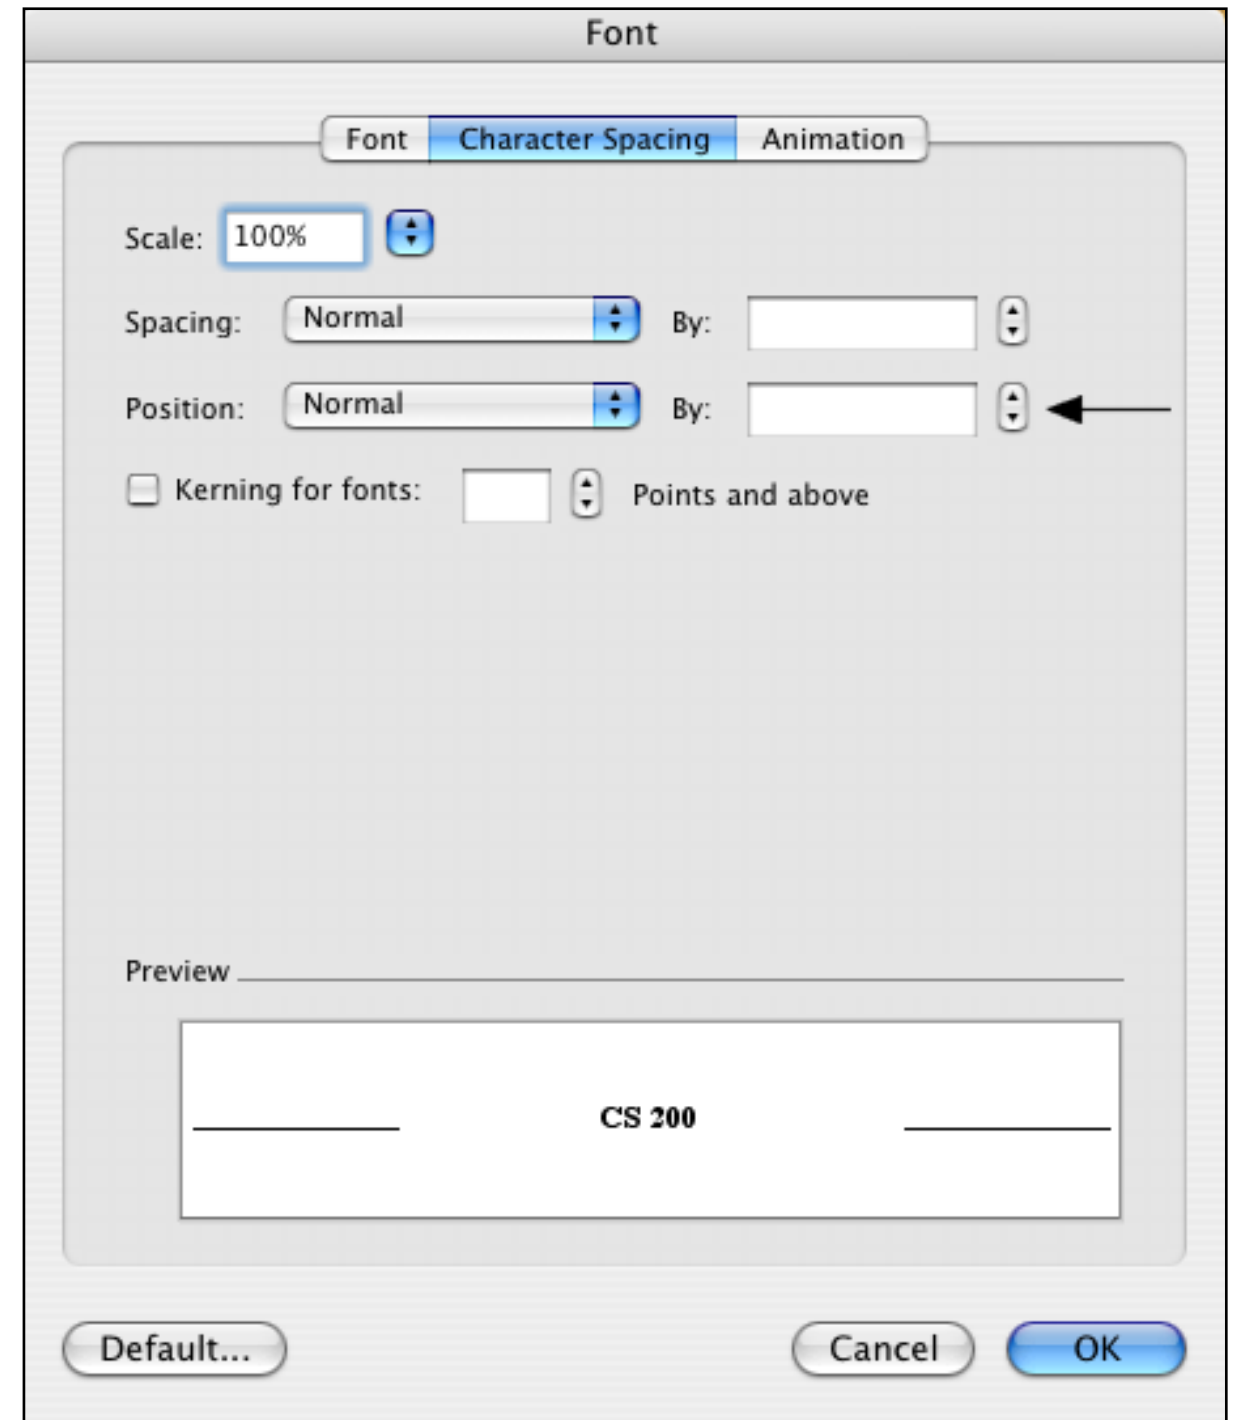 Font
Font Character Spacing Animation
Scale: 100%
Spacing: Normal By:
Position: Normal By:
Kerning for fonts: Points and above
Preview
CS 200
Default... Cancel OK